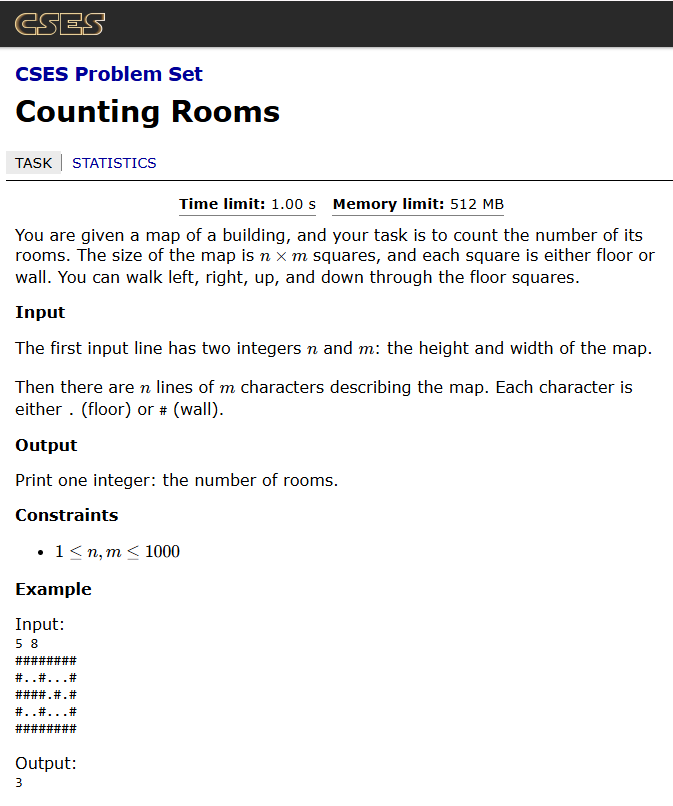 CSES
CSES Problem Set
Counting Rooms
TASK STATISTICS
Time limit: 1.00 s Memory limit: 512 MB
You are given a map of a building, and your task is to count the number of its
rooms. The size of the map is n × m squares, and each square is either floor or
wall. You can walk left, right, up, and down through the floor squares.
Input
The first input line has two integers n and m: the height and width of the map.
Then there are n lines of m characters describing the map. Each character is
either . (floor) or # (wall).
Output
Print one integer: the number of rooms.
Constraints
• 1 ≤ n, m ≤ 1000
Example
Input:
5 8
########
#..#...#
####.#.#
#..#...#
########
Output:
3